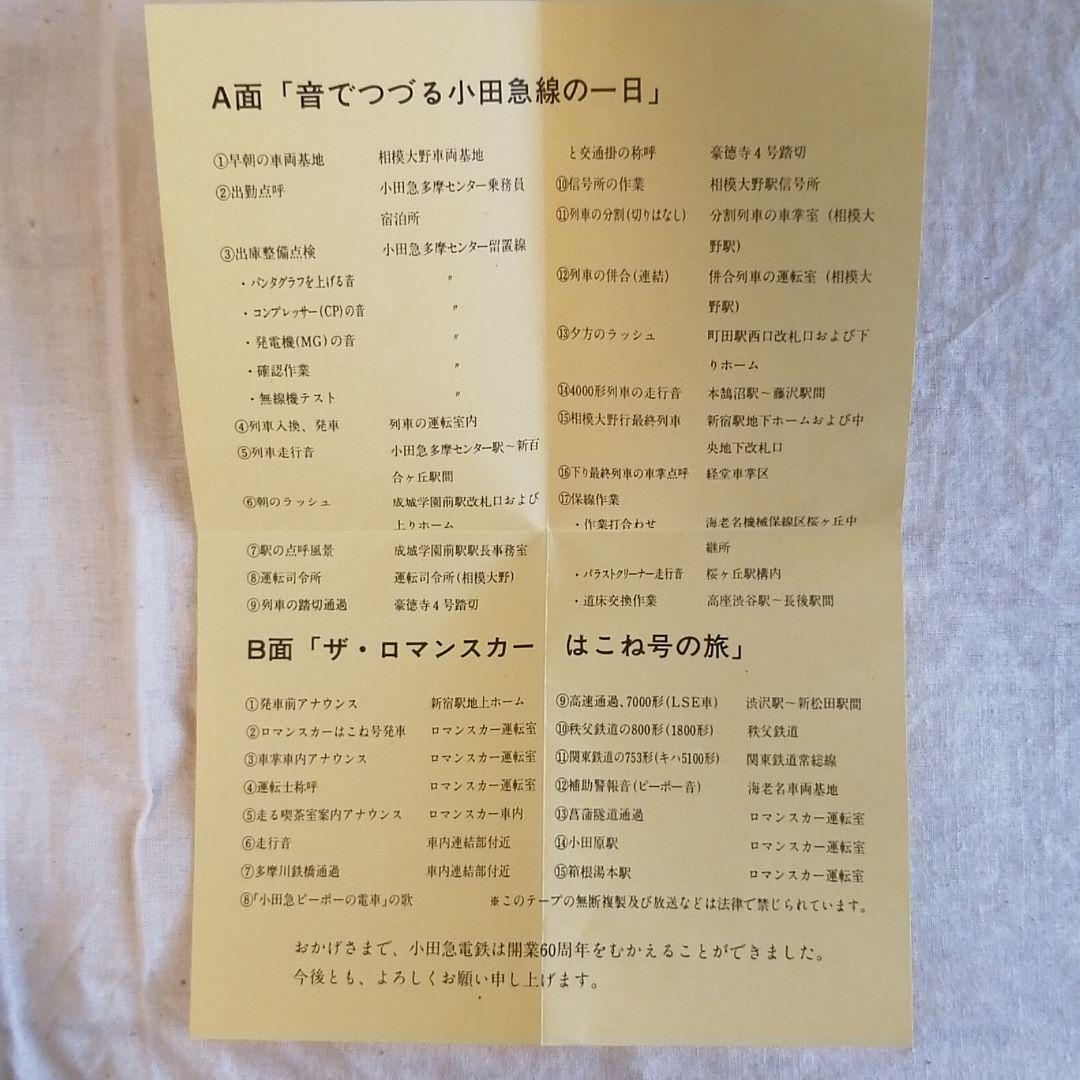 A面「音でつづる小田急線の一日」
①早朝の車両基地 相模大野車両基地
②出勤点呼 小田急多摩センター乗務員
宿泊所
③出庫整備点検 小田急多摩センター留置線
・パンタグラフを上げる音 〃
・コンプレッサー(CP)の音 〃
・発電機(MG)の音 〃
・確認作業 〃
・無線機テスト 〃
④列車入換、発車 列車の運転室内
⑤列車走行音 小田急多摩センター駅～新百
合ヶ丘駅間
⑥朝のラッシュ 成城学園前駅改札口および
上りホーム
⑦駅の点呼風景 成城学園前駅駅長事務室
⑧運転司令所 運転司令所(相模大野)
⑨列車の踏切通過 豪徳寺4号踏切
と交通掛の称呼 豪徳寺4号踏切
⑩信号所の作業 相模大野駅信号所
⑪列車の分割(切りはなし) 分割列車の車掌室(相模大
野駅)
⑫列車の併合(連結) 併合列車の運転室(相模大
野駅)
⑬夕方のラッシュ 町田駅西口改札口および下
りホーム
⑭4000形列車の走行音 本鵠沼駅～藤沢駅間
⑮相模大野行最終列車 新宿駅地下ホームおよび中
央地下改札口
⑯下り最終列車の車掌点呼 経堂車掌区
⑰保線作業
・作業打合わせ 海老名機械保線区桜ヶ丘中
継所
・バラストクリーナー走行音 桜ヶ丘駅構内
・道床交換作業 高座渋谷駅～長後駅間
B面「ザ・ロマンスカー はこね号の旅」
①発車前アナウンス 新宿駅地上ホーム
②ロマンスカーはこね号発車 ロマンスカー運転室
③車掌車内アナウンス ロマンスカー運転室
④運転士称呼 ロマンスカー運転室
⑤走る喫茶室案内アナウンス ロマンスカー車内
⑥走行音 車内連結部付近
⑦多摩川鉄橋通過 車内連結部付近
⑧「小田急ピーポーの電車」の歌
⑨高速通過、7000形(LSE車) 渋沢駅～新松田駅間
⑩秩父鉄道の800形(1800形) 秩父鉄道
⑪関東鉄道の753形(キハ5100形) 関東鉄道常総線
⑫補助警報音(ピーポー音) 海老名車両基地
⑬菖蒲隧道通過 ロマンスカー運転室
⑭小田原駅 ロマンスカー運転室
⑮箱根湯本駅 ロマンスカー運転室
※このテープの無断複製及び放送などは法律で禁じられています。
おかげさまで、小田急電鉄は開業60周年をむかえることができました。
今後とも、よろしくお願い申し上げます。